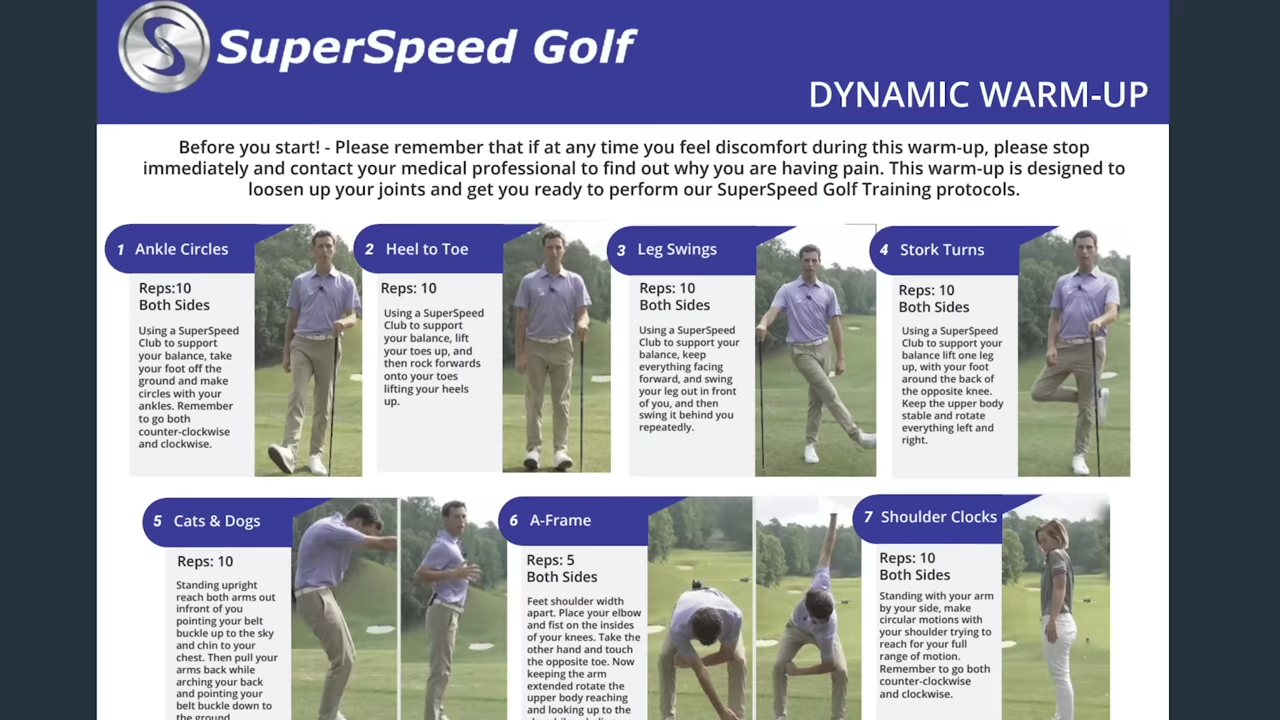 SuperSpeed Golf
DYNAMIC WARM-UP
Before you start! - Please remember that if at any time you feel discomfort during this warm-up, please stop
immediately and contact your medical professional to find out why you are having pain. This warm-up is designed to
loosen up your joints and get you ready to perform our SuperSpeed Golf Training protocols.
1 Ankle Circles
Reps:10
Both Sides
Using a SuperSpeed
Club to support
your balance, take
your foot off the
ground and make
circles with your
ankles. Remember
to go both
counter-clockwise
and clockwise.
2 Heel to Toe
Reps: 10
Using a SuperSpeed
Club to support
your balance, lift
your toes up, and
then rock forwards
onto your toes
lifting your heels
up.
3 Leg Swings
Reps: 10
Both Sides
Using a SuperSpeed
Club to support your
balance, keep
everything facing
forward, and swing
your leg out in front
of you, and then
swing it behind you
repeatedly.
4 Stork Turns
Reps: 10
Both Sides
Using a SuperSpeed
Club to support your
balance lift one leg
up, with your foot
around the back of
the opposite knee.
Keep the upper body
stable and rotate
everything left and
right.
5 Cats & Dogs
Reps: 10
Standing upright
reach both arms out
infront of you
pointing your belt
buckle up to the sky
and chin to your
chest. Then pull your
arms back while
arching your back
and pointing your
belt buckle down to
the ground
6 A-Frame
Reps: 5
Both Sides
Feet shoulder width
apart. Place your elbow
and fist on the insides
of your knees. Take the
other hand and touch
the opposite toe. Now
keeping the arm
extended rotate the
upper body reaching
and looking up to the
7 Shoulder Clocks
Reps: 10
Both Sides
Standing with your arm
by your side, make
circular motions with
your shoulder trying to
reach for your full
range of motion.
Remember to go both
counter-clockwise
and clockwise.